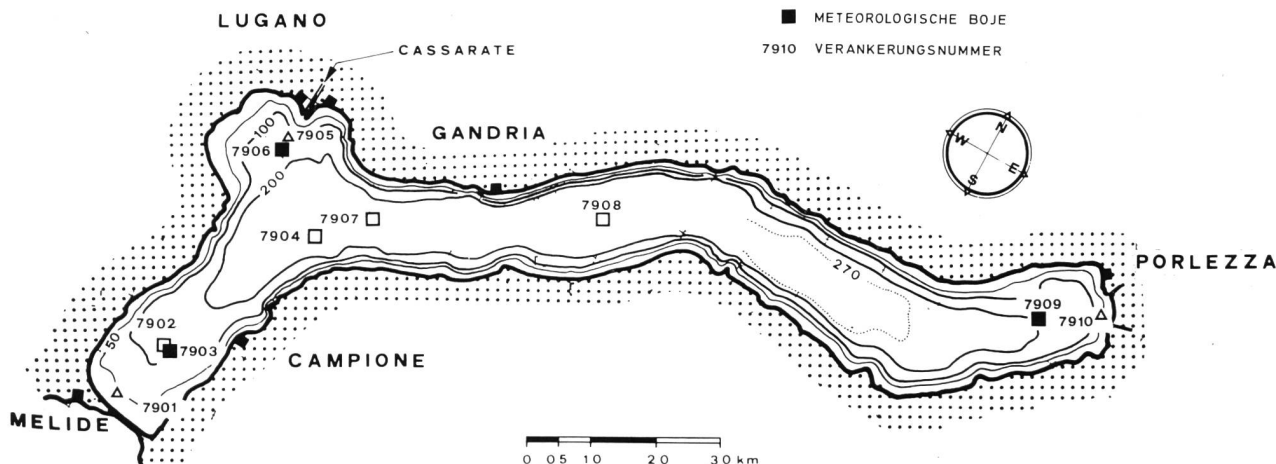 LUGANO
METEOROLOGISCHE BOJE
CASSARATE
7910 VERANKERUNGSNUMMER
GANDRIA
N
W
E
S
100
7905
7906
200
7908
7907
7904
270
PORLEZZA
7909
7910
7902
50
7903
CAMPIONE
7901
MELIDE
0 05 10 20 30 km